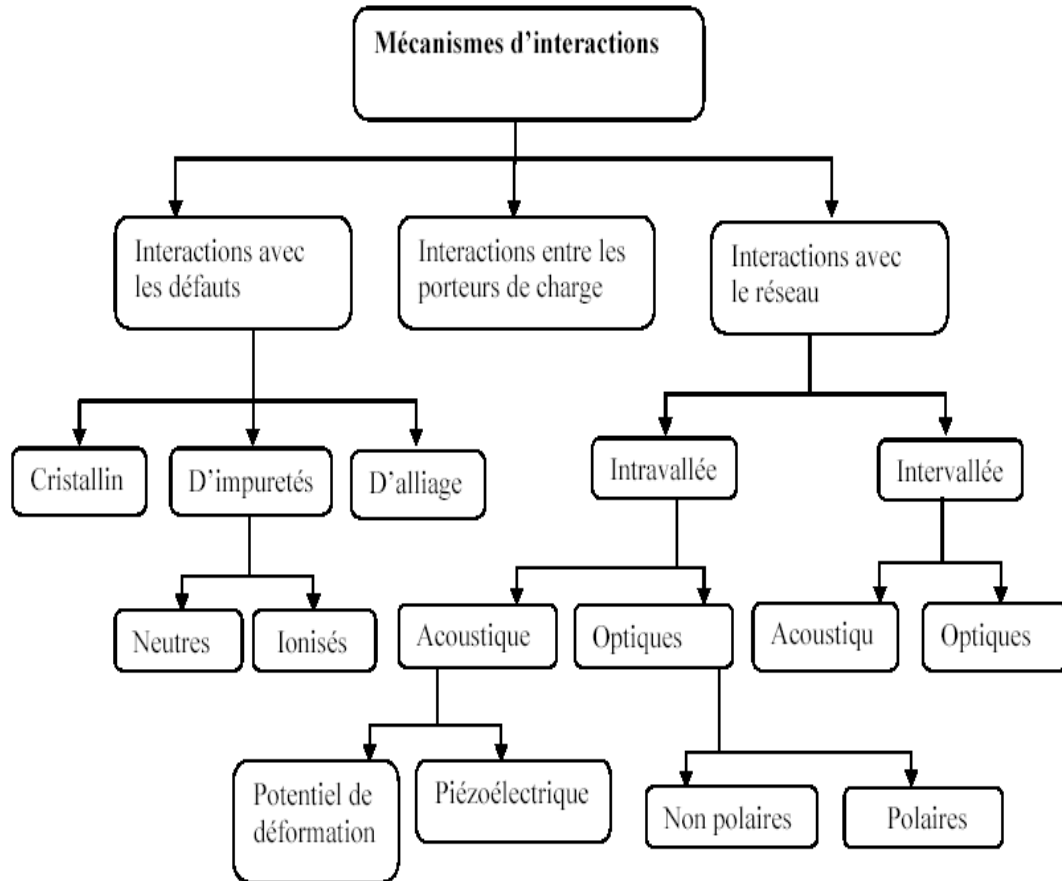 Mécanismes d'interactions
Interactions avec
les défauts
Interactions entre les
porteurs de charge
Interactions avec
le réseau
Cristallin
D'impuretés
D'alliage
Intravallée
Intervallée
Neutres
Ionisés
Acoustique
Optiques
Acoustiqu
Optiques
Potentiel de
déformation
Piézoélectrique
Non polaires
Polaires